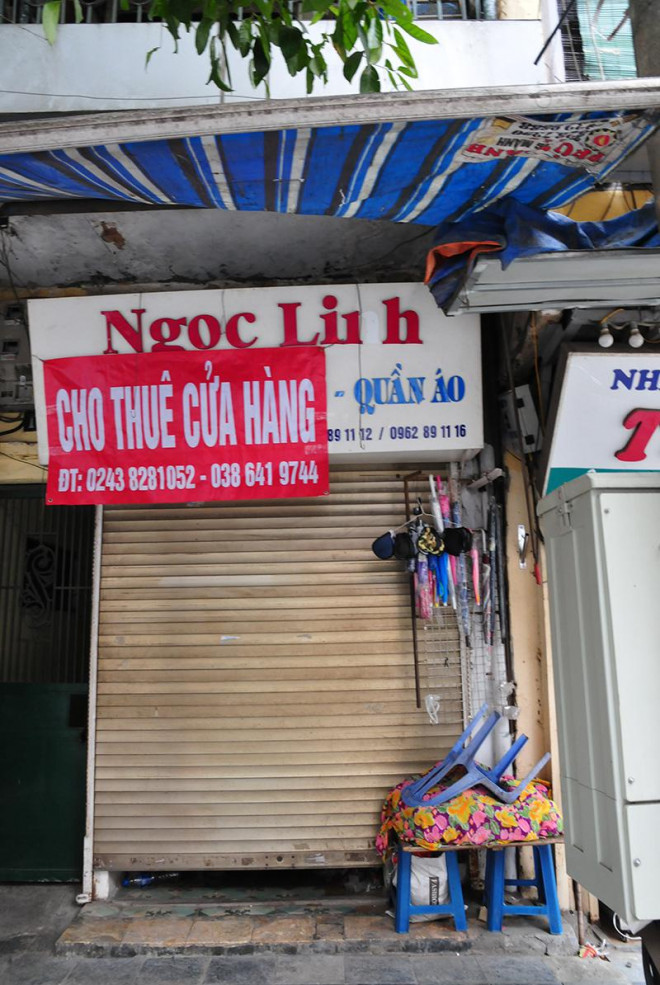 Ngọc Linh
CHO THUÊ CỬA HÀNG
ĐT: 0243 8281052 - 038 641 9744
- QUẦN ÁO
89 11 12 / 0962 89 11 16
NH
T